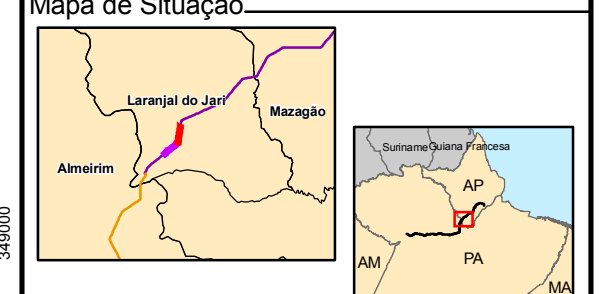 Mapa de Situação
Laranjal do Jari
Mazagão
Almeirim
349000
Suriname
Guiana Francesa
AP
AM
PA
MA